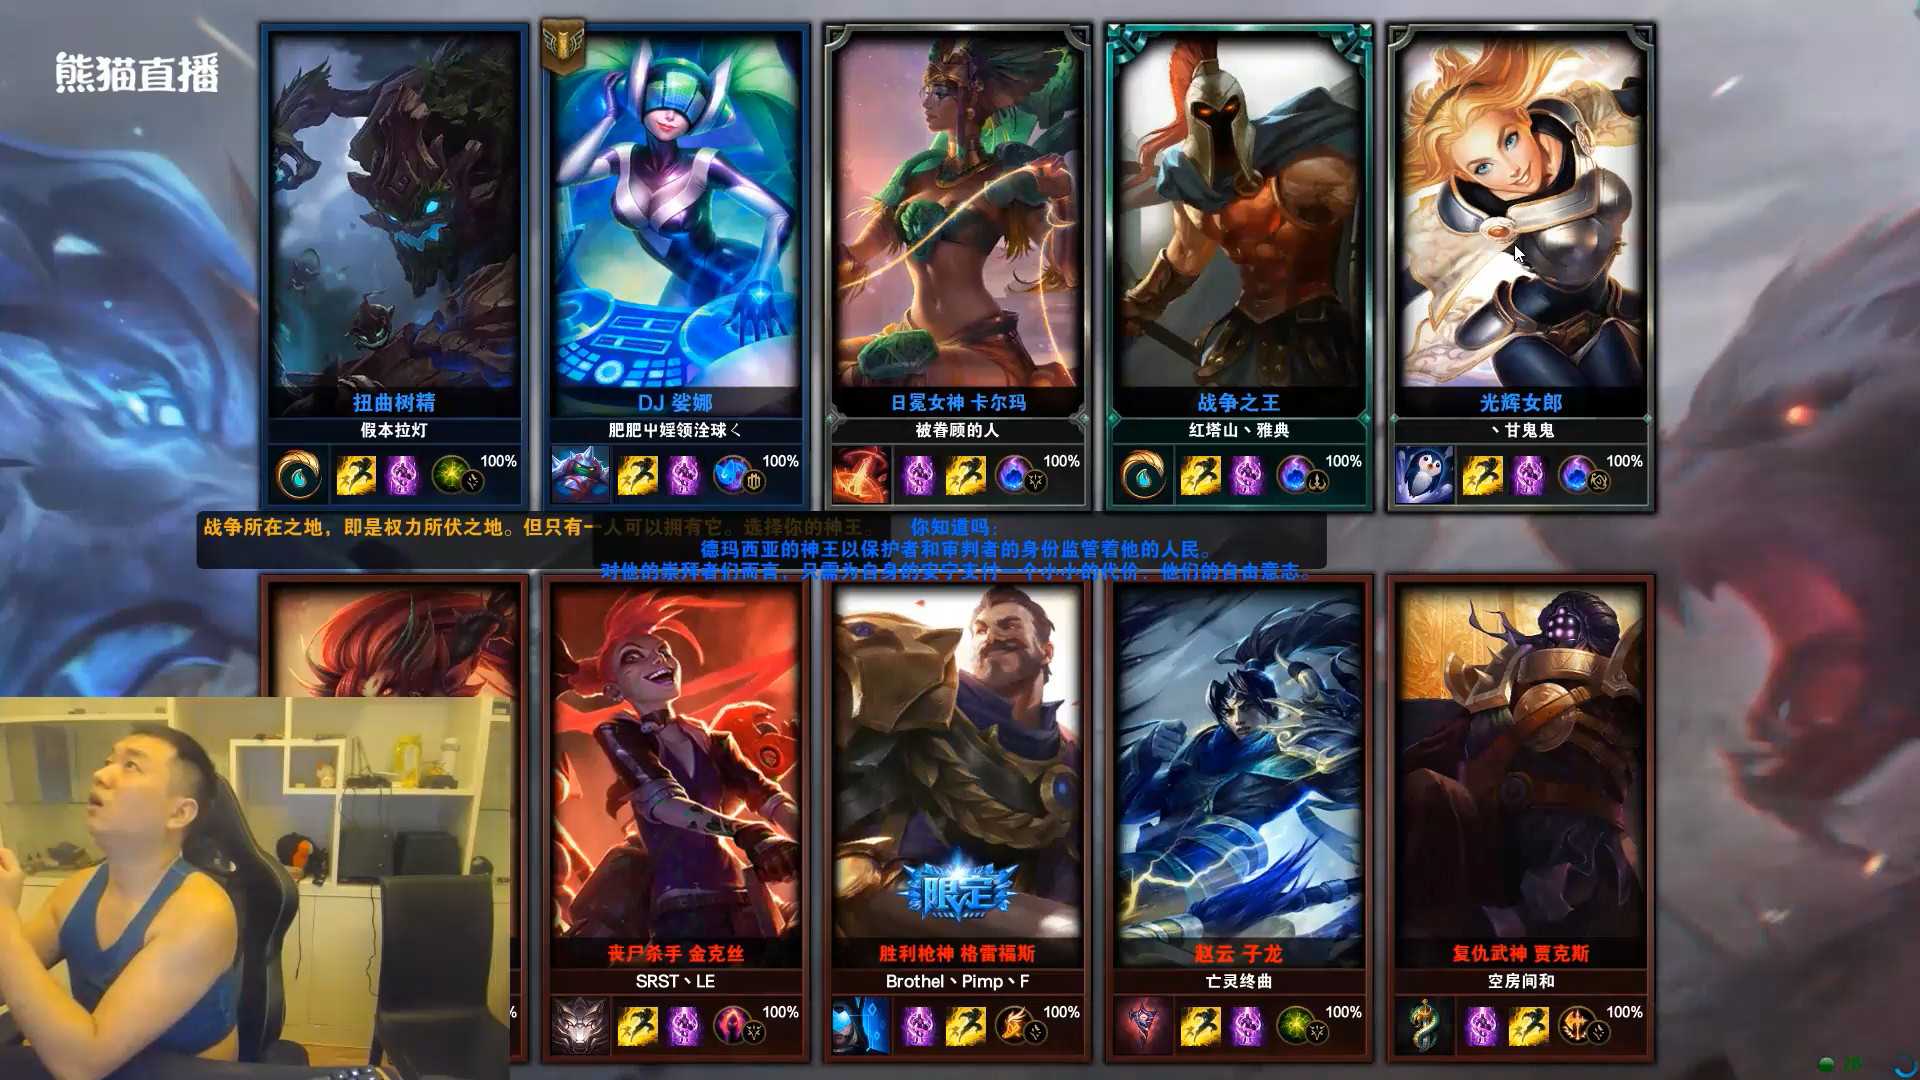 熊猫直播
扭曲树精
假本拉灯
100%
DJ 娑娜
肥肥屮婬领洤球ㄑ
100%
日冕女神 卡尔玛
被眷顾的人
100%
战争之王
红塔山丶雅典
100%
光辉女郎
丶甘鬼鬼
100%
战争所在之地，即是权力所伏之地。但只有一人可以拥有它。选择你的神王。
你知道吗：
德玛西亚的神王以保护者和审判者的身份监管着他的人民。
对他的崇拜者们而言，只需为自身的安宁支付一个小小的代价：他们的自由意志。
丧尸杀手 金克丝
SRST丶LE
100%
限定
胜利枪神 格雷福斯
Brothel丶Pimp丶F
100%
赵云 子龙
亡灵终曲
100%
复仇武神 贾克斯
空房间和
100%
26